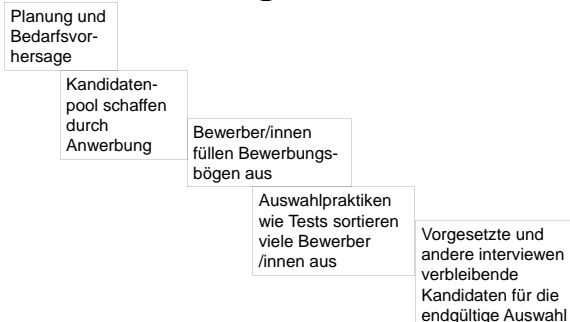 Planung und
Bedarfsvor-
hersage
Kandidaten-
pool schaffen
durch
Anwerbung
Bewerber/innen
füllen Bewerbungs-
bögen aus
Auswahlpraktiken
wie Tests sortieren
viele Bewerber
/innen aus
Vorgesetzte und
andere interviewen
verbleibende
Kandidaten für die
endgültige Auswahl